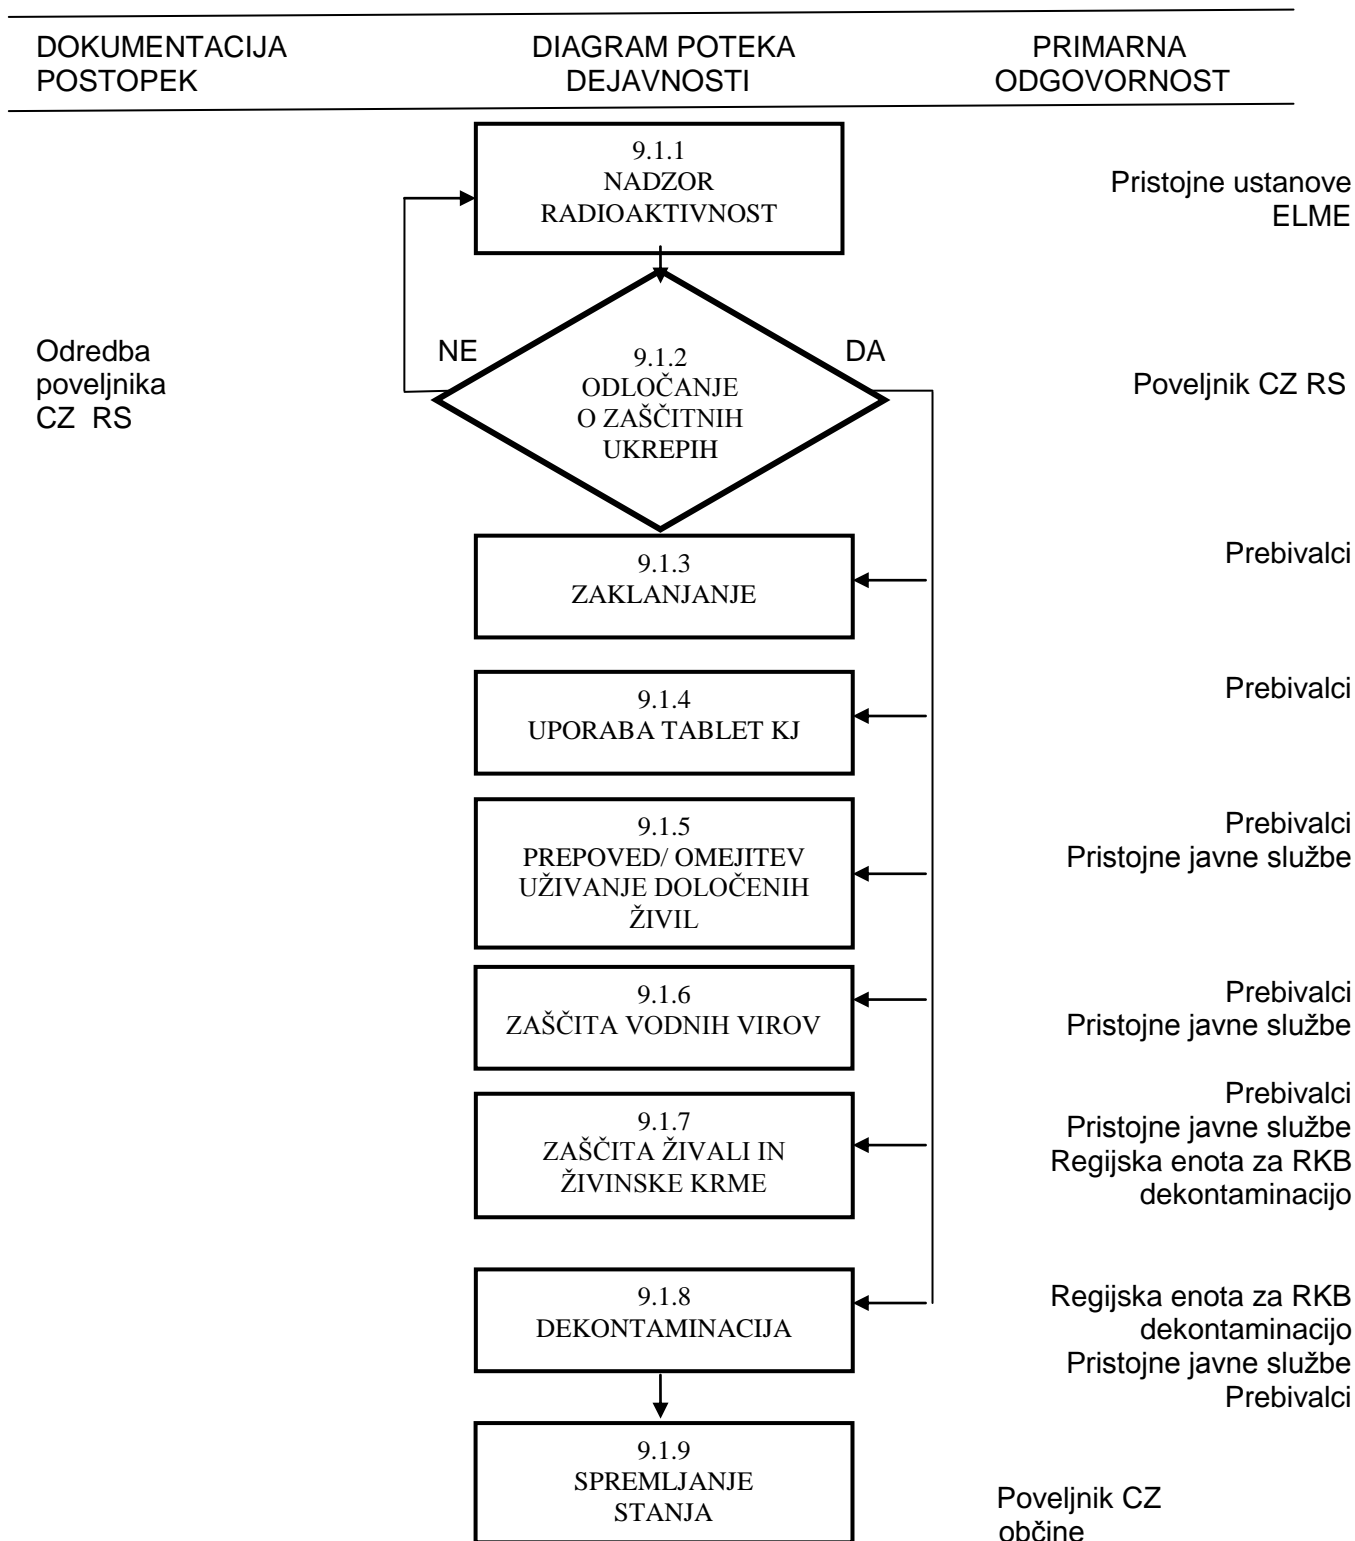 DOKUMENTACIJA
POSTOPEK
DIAGRAM POTEKA
DEJAVNOSTI
PRIMARNA
ODGOVORNOST
9.1.1
NADZOR
RADIOAKTIVNOST
Pristojne ustanove
ELME
Odredba
poveljnika
CZ RS
NE
9.1.2
ODLOČANJE
O ZAŠČITNIH
UKREPIH
DA
Poveljnik CZ RS
9.1.3
ZAKLANJANJE
Prebivalci
9.1.4
UPORABA TABLET KJ
Prebivalci
9.1.5
PREPOVED/ OMEJITEV
UŽIVANJE DOLOČENIH
ŽIVIL
Prebivalci
Pristojne javne službe
9.1.6
ZAŠČITA VODNIH VIROV
Prebivalci
Pristojne javne službe
9.1.7
ZAŠČITA ŽIVALI IN
ŽIVINSKE KRME
Prebivalci
Pristojne javne službe
Regijska enota za RKB
dekontaminacijo
9.1.8
DEKONTAMINACIJA
Regijska enota za RKB
dekontaminacijo
Pristojne javne službe
Prebivalci
9.1.9
SPREMLJANJE
STANJA
Poveljnik CZ
občine